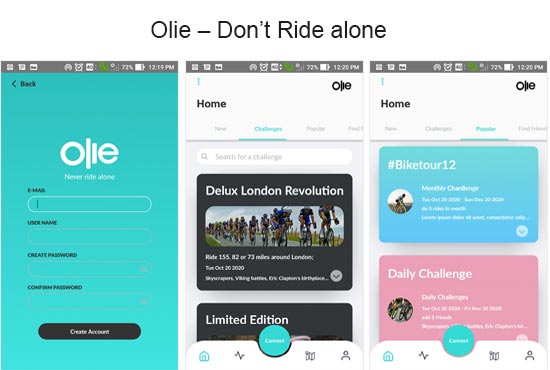 Olie – Don't Ride alone
72% 12:19 PM
Back
Olie
Never ride alone
E-MAIL
USER NAME
CREATE PASSWORD
CONFIRM PASSWORD
Create Account
72% 12:20 PM
Olie
Home
New Challenges Popular Find F
Search for a challenge
Delux London Revolution
Ride 155, 82 or 73 miles around London;
Tue Oct 20 2020
Skyscrapers, Viking battles, Eric Clapton's birthplace...
Limited Edition
Connect
72% 12:20 PM
Olie
Home
New Challenges Popular Find Friend
#Biketour12
Monthly Chanllenge
Tue Oct 20 2020 - Sun Dec 20 2020
do 5 rides in month
Lorem ipsum dolor sit amet, consectetur adip...
Daily Challenge
Daily Challenges
Tue Oct 20 2020 - Fri Nov 20 2020
add 5 friends
Skyscrapers, Viking battles, Eric Clapton's bi...
Connect